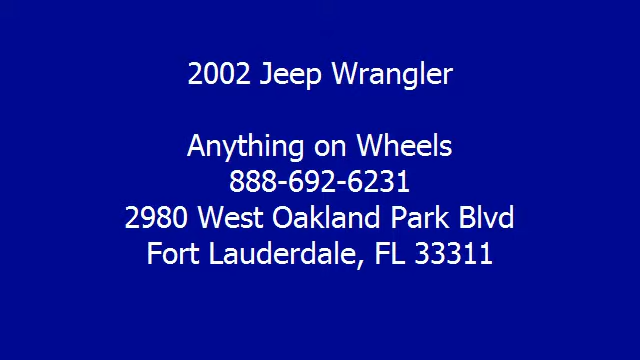 2002 Jeep Wrangler
Anything on Wheels
888-692-6231
2980 West Oakland Park Blvd
Fort Lauderdale, FL 33311